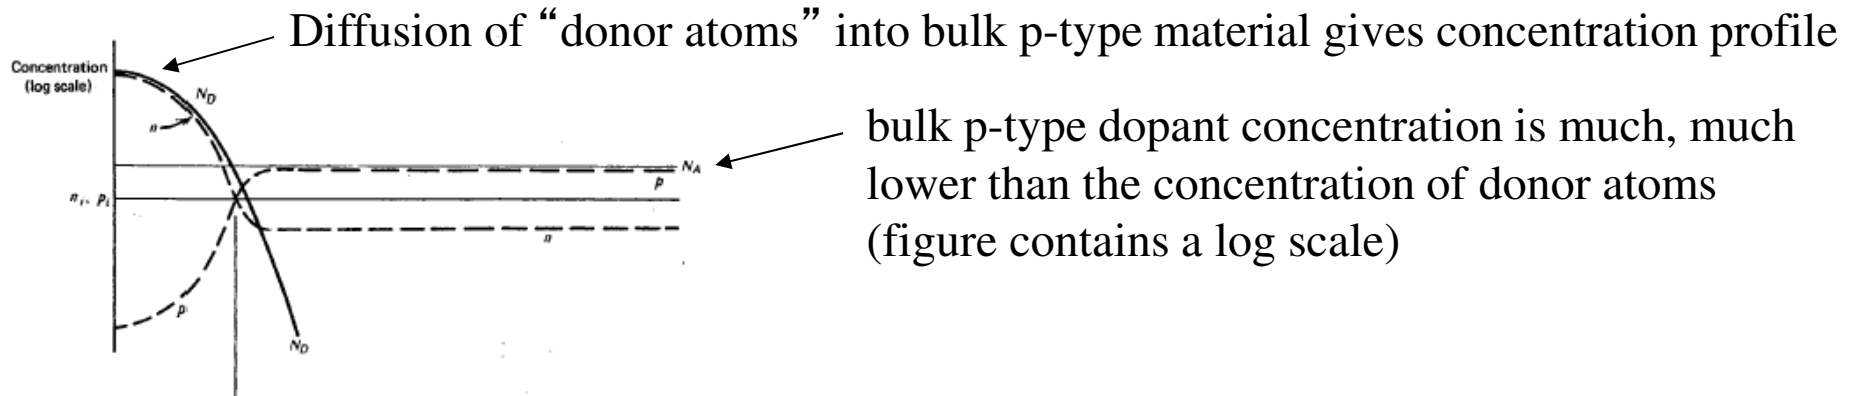 Diffusion of “donor atoms” into bulk p-type material gives concentration profile
Concentration
(log scale)
N_D
n
bulk p-type dopant concentration is much, much
lower than the concentration of donor atoms
(figure contains a log scale)
N_A
p
n_i, p_i
n
p
N_D